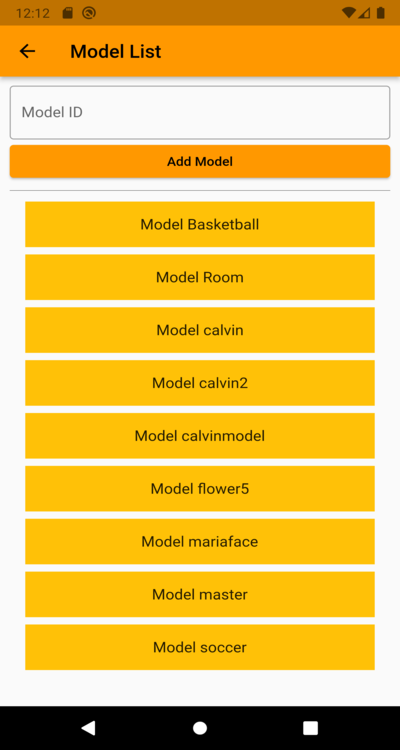 12:12
Model List
Model ID
Add Model
Model Basketball
Model Room
Model calvin
Model calvin2
Model calvinmodel
Model flower5
Model mariaface
Model master
Model soccer